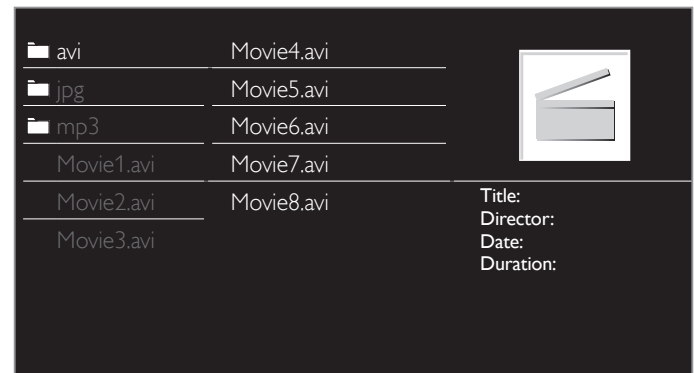 avi
jpg
mp3
Movie1.avi
Movie2.avi
Movie3.avi
Movie4.avi
Movie5.avi
Movie6.avi
Movie7.avi
Movie8.avi
Title:
Director:
Date:
Duration: